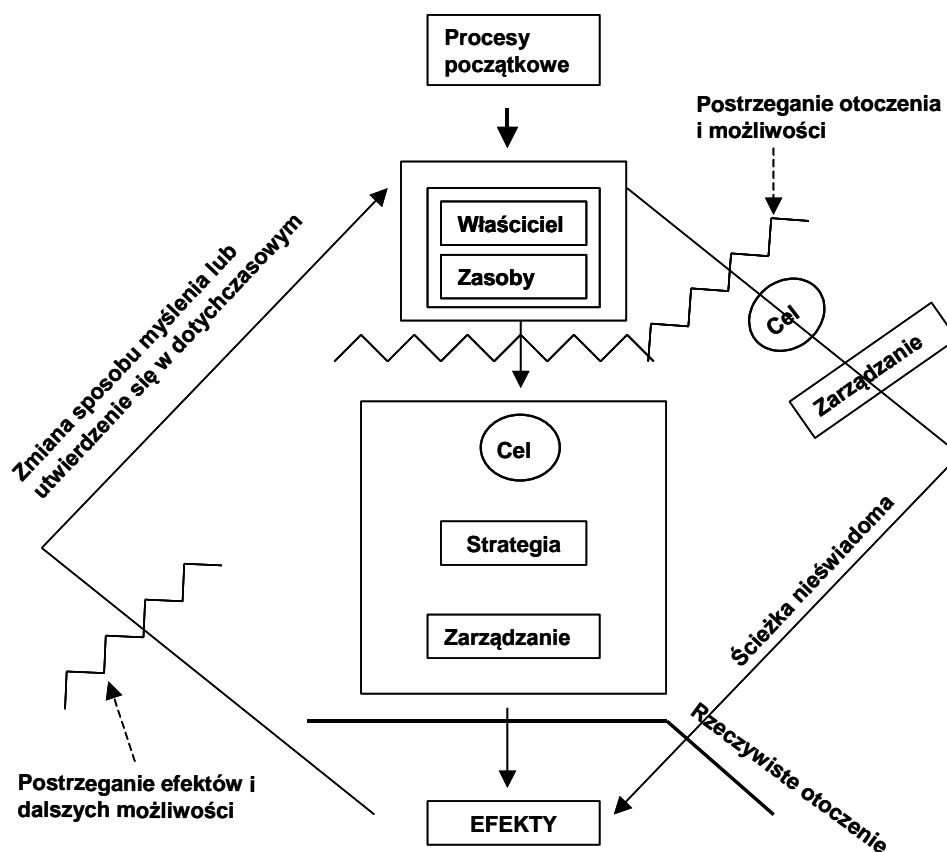 Procesy
początkowe
Postrzeganie otoczenia
i możliwości
Właściciel
Zasoby
Zmiana sposobu myślenia lub
utwierdzenie się w dotychczasowym
Cel
Zarządzanie
Cel
Strategia
Zarządzanie
Ścieżka nieświadoma
Rzeczywiste otoczenie
Postrzeganie efektów i
dalszych możliwości
EFEKTY